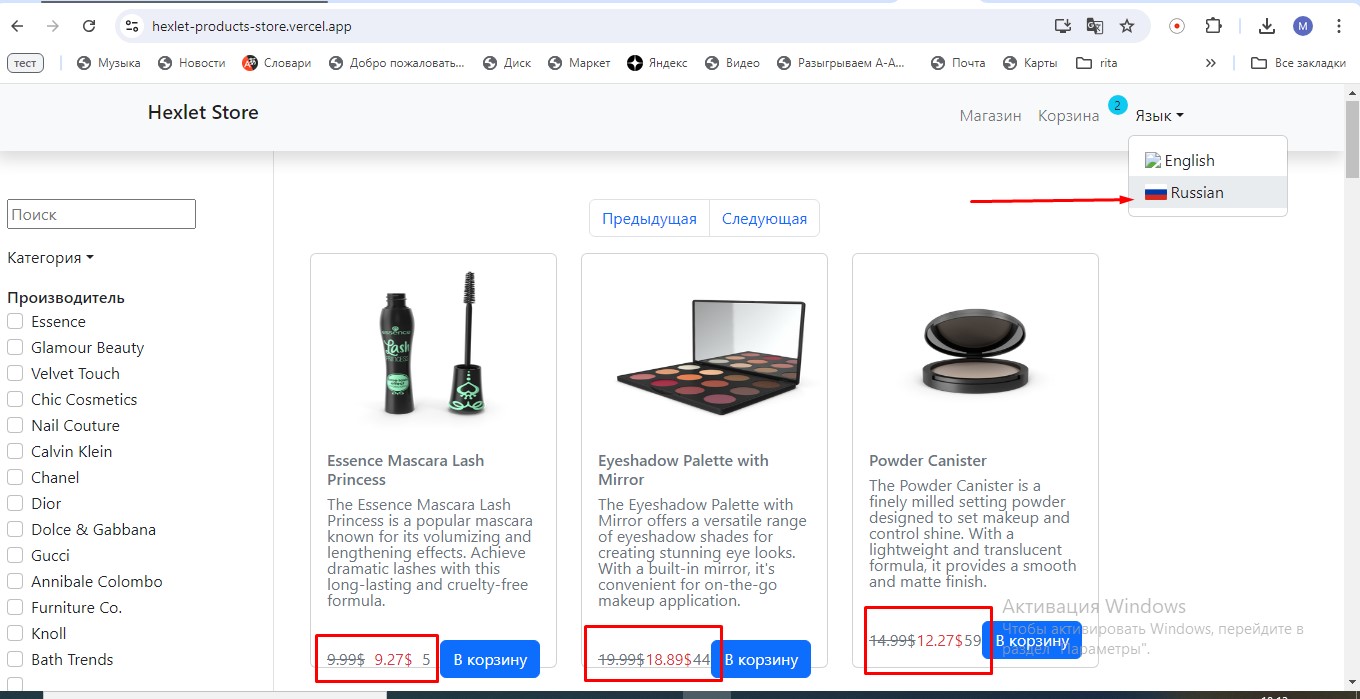 hexlet-products-store.vercel.app
M
тест
Музыка
Новости
Словари
Добро пожаловать...
Диск
Маркет
Яндекс
Видео
Разыгрываем A-A...
Почта
Карты
rita
»
Все закладки
Hexlet Store
Магазин
Корзина
2
Язык
English
Russian
Поиск
Категория
Производитель
Essence
Glamour Beauty
Velvet Touch
Chic Cosmetics
Nail Couture
Calvin Klein
Chanel
Dior
Dolce & Gabbana
Gucci
Annibale Colombo
Furniture Co.
Knoll
Bath Trends
Предыдущая
Следующая
essence
Lash
PRINCESS
Essence Mascara Lash
Princess
The Essence Mascara Lash
Princess is a popular mascara
known for its volumizing and
lengthening effects. Achieve
dramatic lashes with this
long-lasting and cruelty-free
formula.
9.99$ 9.27$ 5
В корзину
Eyeshadow Palette with
Mirror
The Eyeshadow Palette with
Mirror offers a versatile range
of eyeshadow shades for
creating stunning eye looks.
With a built-in mirror, it's
convenient for on-the-go
makeup application.
19.99$18.89$44
В корзину
Powder Canister
The Powder Canister is a
finely milled setting powder
designed to set makeup and
control shine. With a
lightweight and translucent
formula, it provides a smooth
and matte finish.
14.99$12.27$59
В корзину
Активация Windows
Чтобы активировать Windows, перейдите в
раздел "Параметры".